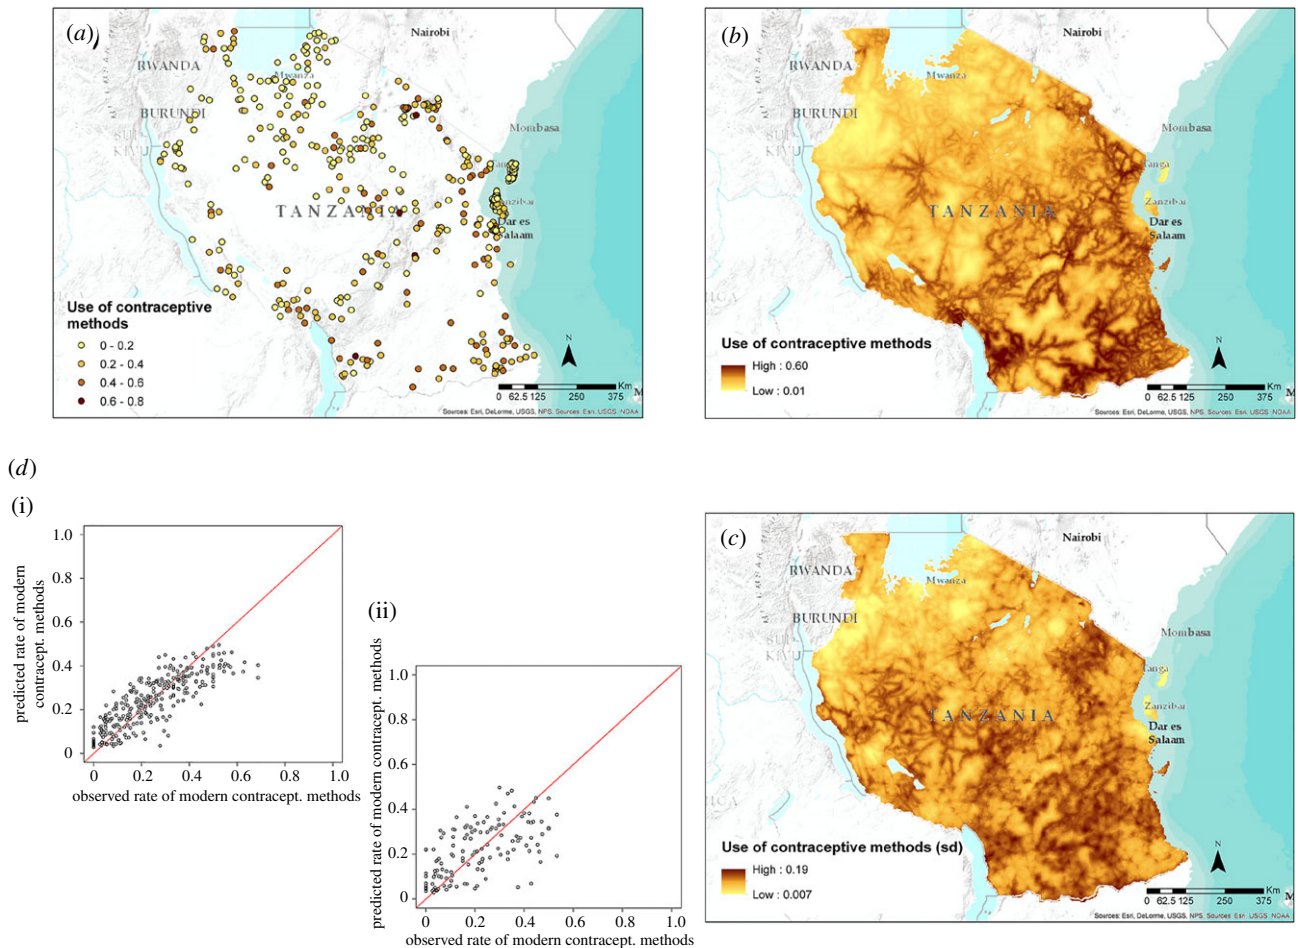 (a)
Nairobi
RWANDA
Mwanza
BURUNDI
Mombasa
SUD
KIVU
Tanga
TANZANIA
Zanzibar
Dar es
Salaam
Use of contraceptive
methods
0 - 0.2
0.2 - 0.4
0.4 - 0.6
0.6 - 0.8
N
Km
0 62.5 125 250 375
Sources: Esri, DeLorme, USGS, NPS, Sources: Esri, USGS, NOAA
(b)
Nairobi
RWANDA
Mwanza
BURUNDI
Mombasa
SUD
KIVU
Tanga
Zanzibar
TANZANIA
Dar es
Salaam
Use of contraceptive methods
High : 0.60
Low : 0.01
N
Km
0 62.5 125 250 375
Sources: Esri, DeLorme, USGS, NPS, Sources: Esri, USGS, NOAA
(d)
(i)
predicted rate of modern
contracept. methods
1.0
0.8
0.6
0.4
0.2
0
0 0.2 0.4 0.6 0.8 1.0
observed rate of modern contracept. methods
(ii)
predicted rate of modern contracept. methods
1.0
0.8
0.6
0.4
0.2
0
0 0.2 0.4 0.6 0.8 1.0
observed rate of modern contracept. methods
(c)
Nairobi
RWANDA
Mwanza
BURUNDI
Mombasa
SUD
KIVU
Tanga
Zanzibar
TANZANIA
Dar es
Salaam
Use of contraceptive methods (sd)
High : 0.19
Low : 0.007
N
Km
0 62.5 125 250 375
Sources: Esri, DeLorme, USGS, NPS, Sources: Esri, USGS, NOAA